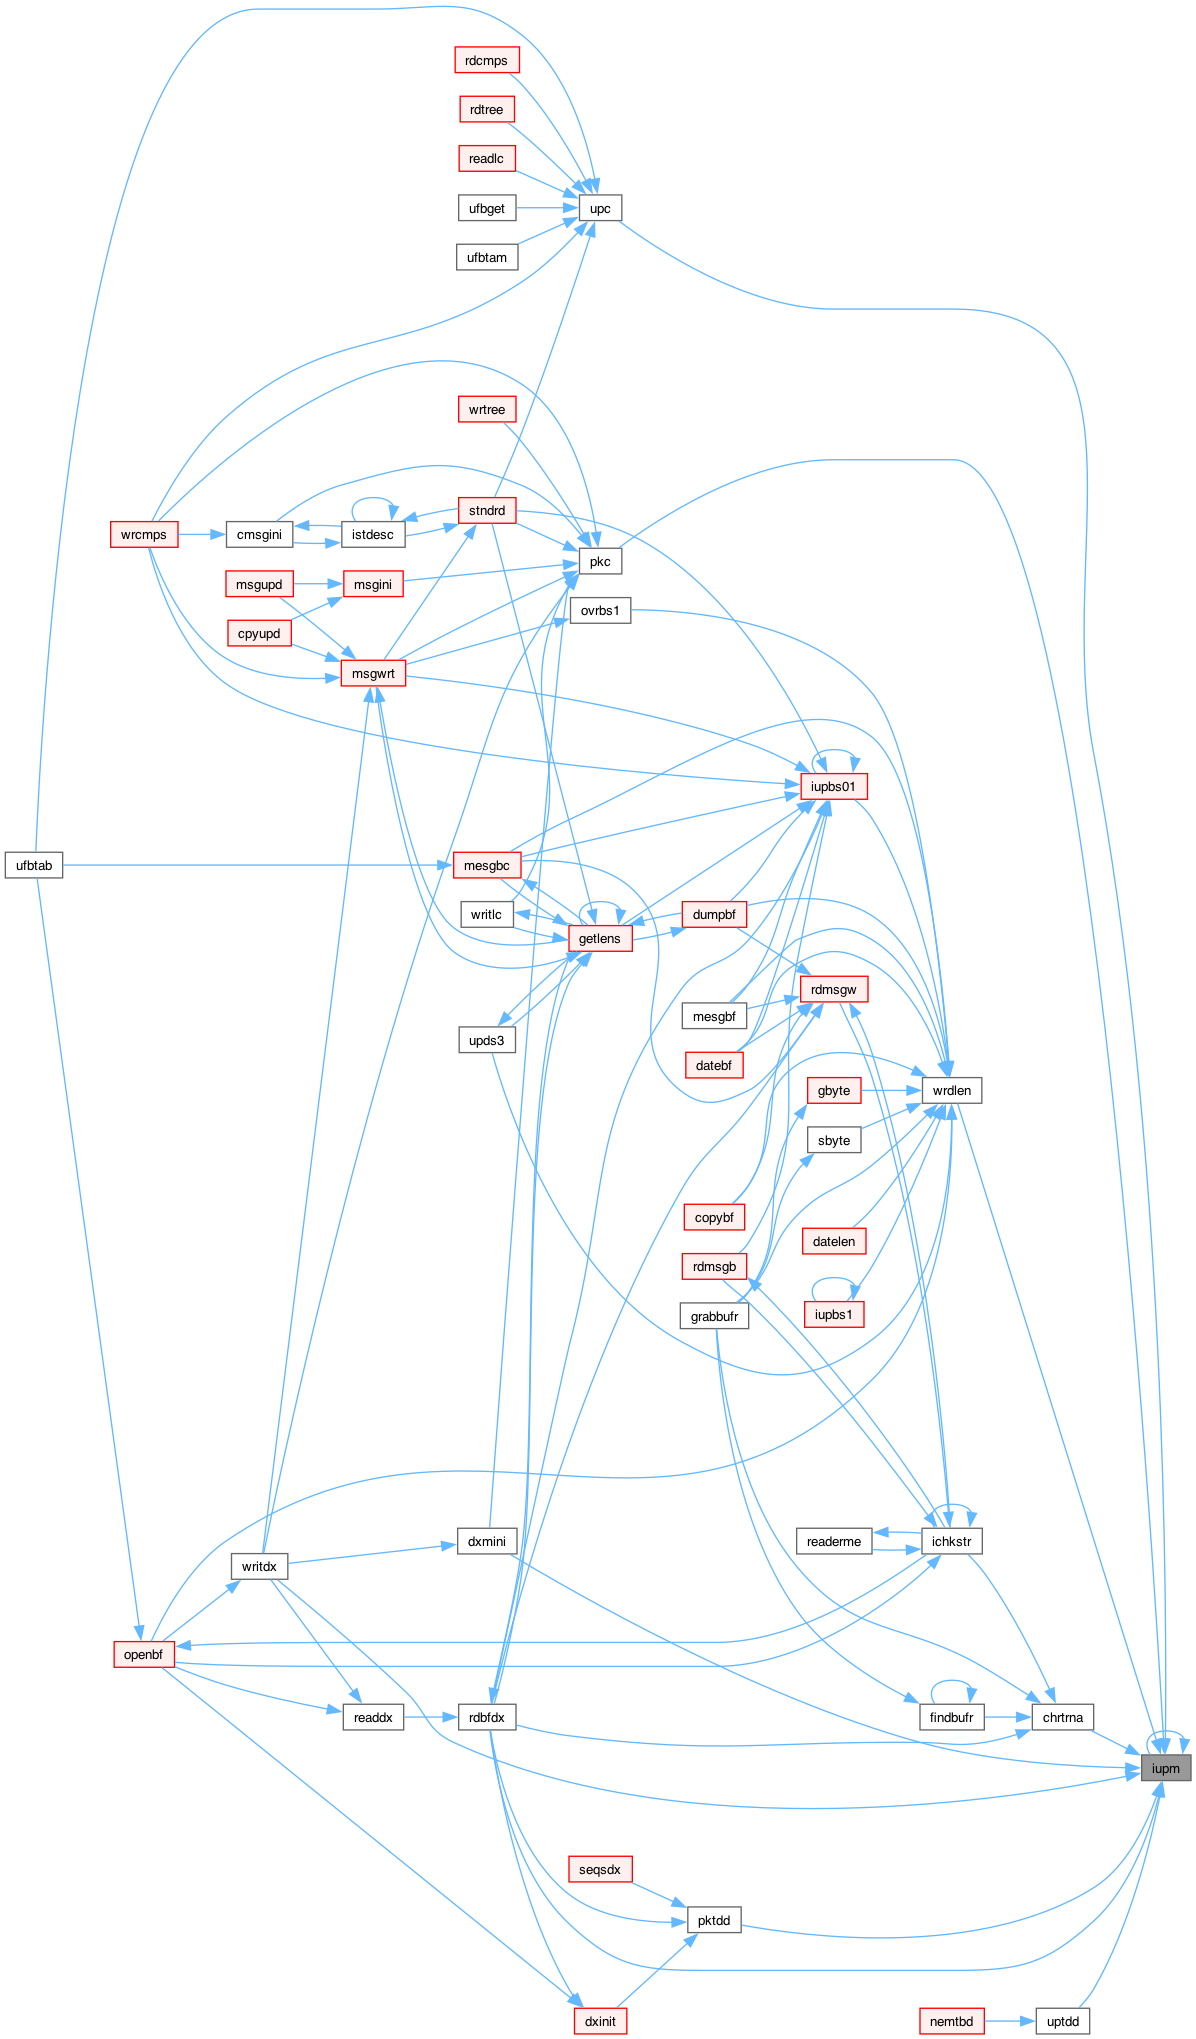 rdcmps
rdtree
readlc
ufbget
upc
ufbtam
wrtree
stndrd
wrcmps
cmsgini
istdesc
pkc
msgupd
msgini
ovrbs1
cpyupd
msgwrt
iupbs01
ufbtab
mesgbc
writlc
dumpbf
getlens
rdmsgw
mesgbf
upds3
datebf
gbyte
wrdlen
sbyte
copybf
datelen
rdmsgb
grabbufr
iupbs1
dxmini
readerme
ichkstr
writdx
openbf
readdx
rdbfdx
findbufr
chrtrna
iupm
seqsdx
pktdd
dxinit
nemtbd
uptdd